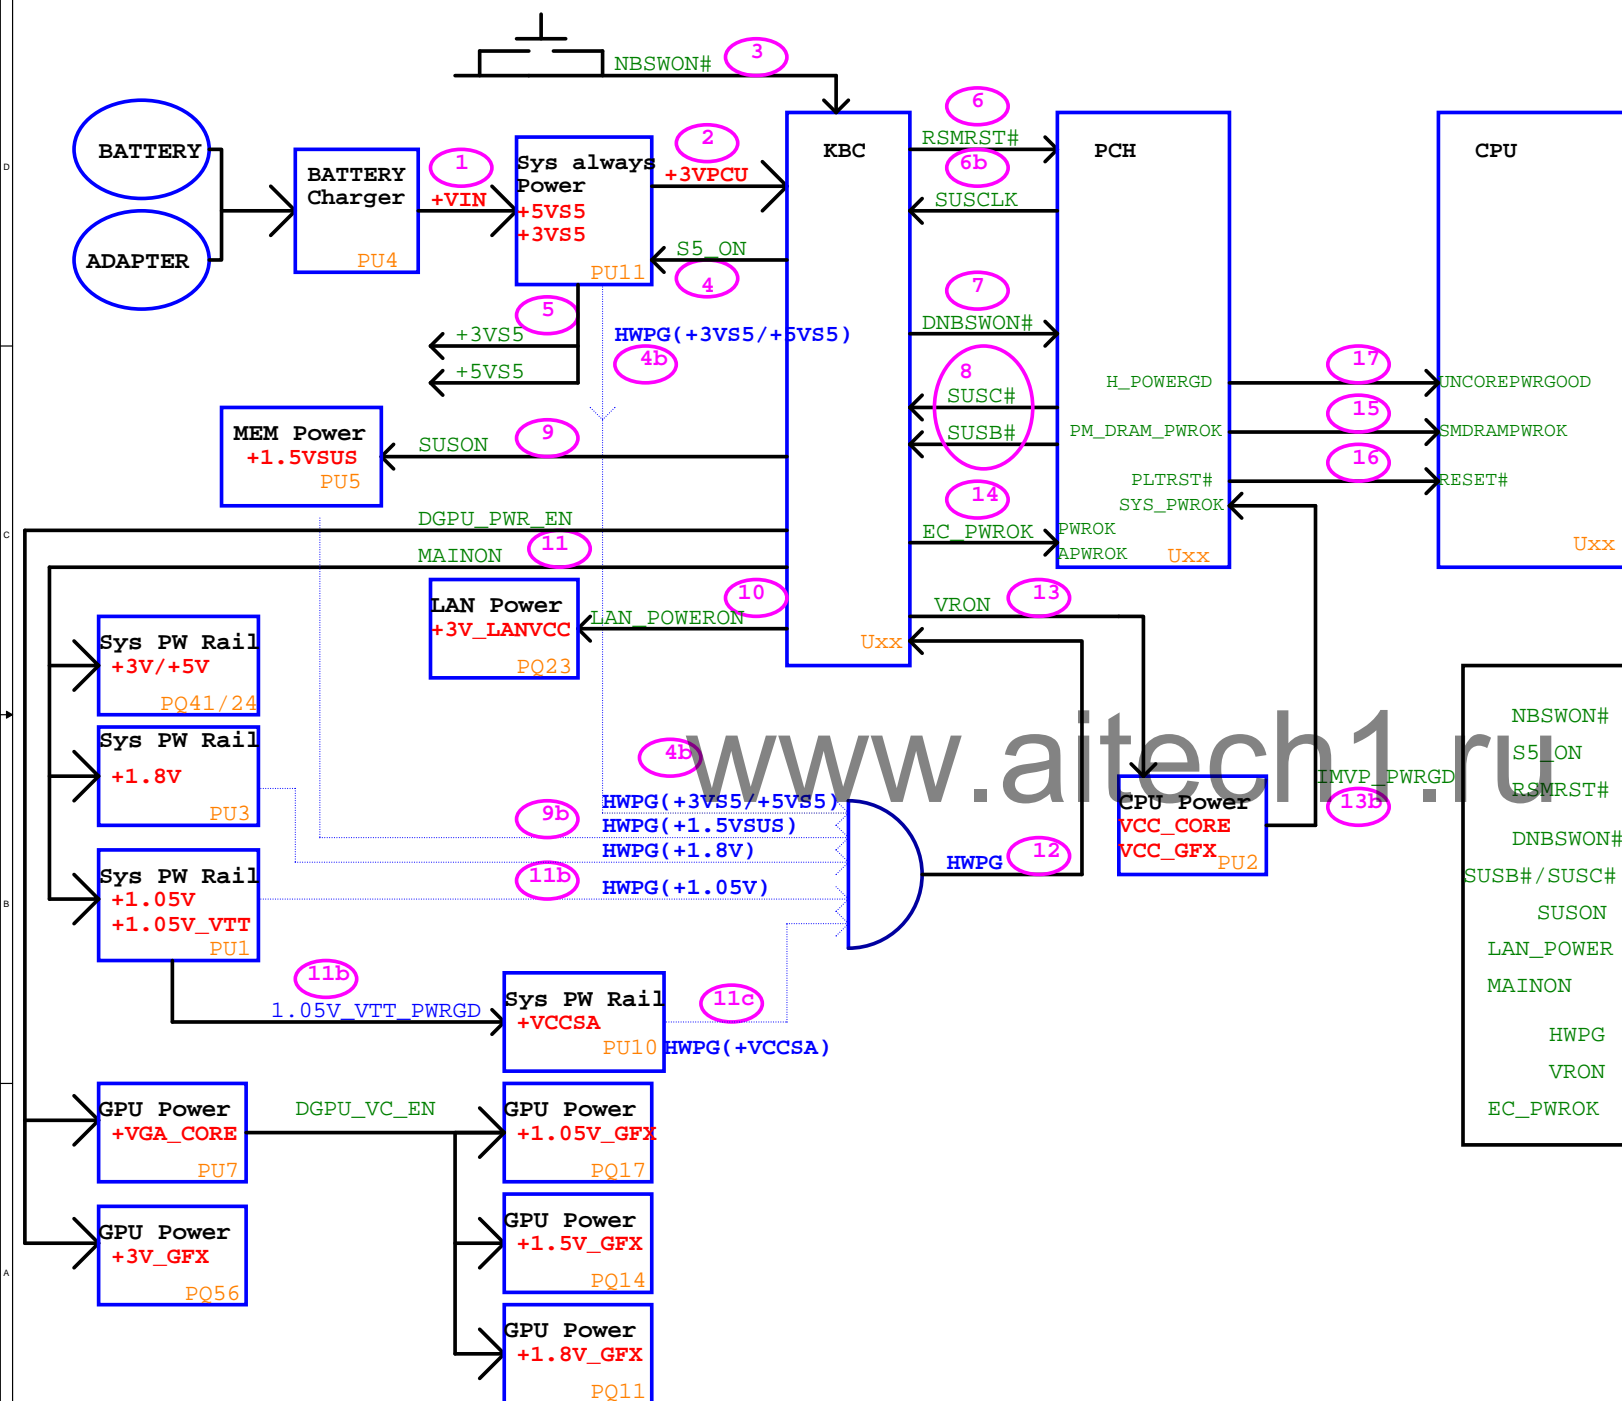 NBSWON# 3
BATTERY
ADAPTER
BATTERY
Charger
PU4
1
+VIN
Sys always
Power
+5VS5
+3VS5
PU11
2
+3VPCU
S5_ON
4
5
+3VS5
+5VS5
HWPG(+3VS5/+5VS5)
4b
KBC
Uxx
6
RSMRST#
6b
SUSCLK
7
DNBSWON#
8
SUSC#
SUSB#
14
EC_PWROK
VRON 13
PCH
H_POWERGD
PM_DRAM_PWROK
PLTRST#
SYS_PWROK
PWROK
APWROK
Uxx
17
15
16
CPU
UNCOREPWRGOOD
SMDRAMPWROK
RESET#
Uxx
MEM Power
+1.5VSUS
PU5
SUSON 9
DGPU_PWR_EN
MAINON 11
LAN Power
+3V_LANVCC
PQ23
10
LAN_POWERON
Sys PW Rail
+3V/+5V
PQ41/24
Sys PW Rail
+1.8V
PU3
Sys PW Rail
+1.05V
+1.05V_VTT
PU1
4b
HWPG(+3VS5/+5VS5)
9b
HWPG(+1.5VSUS)
HWPG(+1.8V)
11b
HWPG(+1.05V)
HWPG 12
CPU Power
VCC_CORE
VCC_GFX
PU2
IMVP_PWRGD
13b
www.aitech1.ru
11b
1.05V_VTT_PWRGD
Sys PW Rail
+VCCSA
PU10
11c
HWPG(+VCCSA)
GPU Power
+VGA_CORE
PU7
DGPU_VC_EN
GPU Power
+3V_GFX
PQ56
GPU Power
+1.05V_GFX
PQ17
GPU Power
+1.5V_GFX
PQ14
GPU Power
+1.8V_GFX
PQ11
NBSWON#
S5_ON
RSMRST#
DNBSWON#
SUSB#/SUSC#
SUSON
LAN_POWER
MAINON
HWPG
VRON
EC_PWROK
D
C
B
A